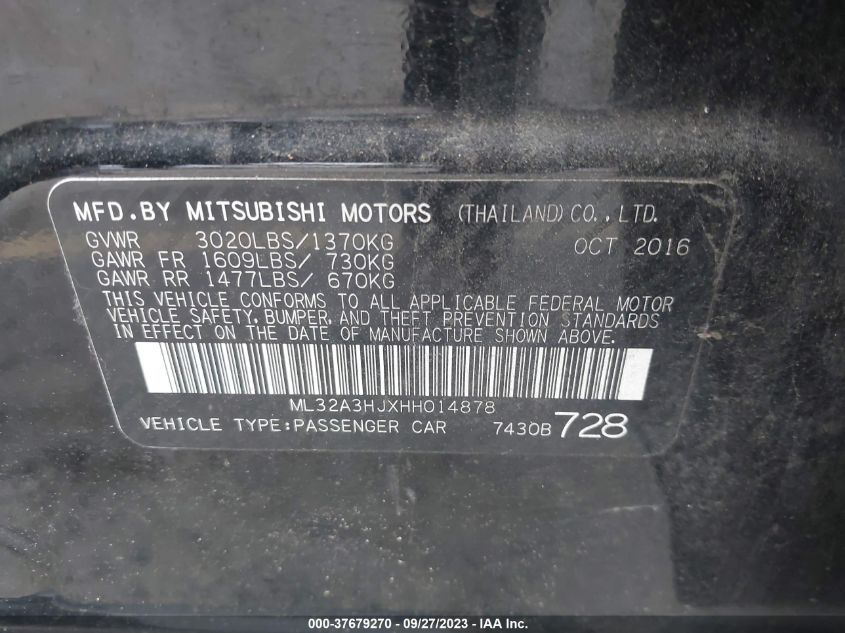 MFD.BY MITSUBISHI MOTORS (THAILAND) CO.,LTD.
GVWR 3020LBS/1370KG OCT 2016
GAWR FR 1609LBS/ 730KG
GAWR RR 1477LBS/ 670KG
THIS VEHICLE CONFORMS TO ALL APPLICABLE FEDERAL MOTOR
VEHICLE SAFETY, BUMPER, AND THEFT PREVENTION STANDARDS
IN EFFECT ON THE DATE OF MANUFACTURE SHOWN ABOVE.
ML32A3HJXHH014878
VEHICLE TYPE:PASSENGER CAR 7430B 728
000-37679270 - 09/27/2023 - IAA Inc.